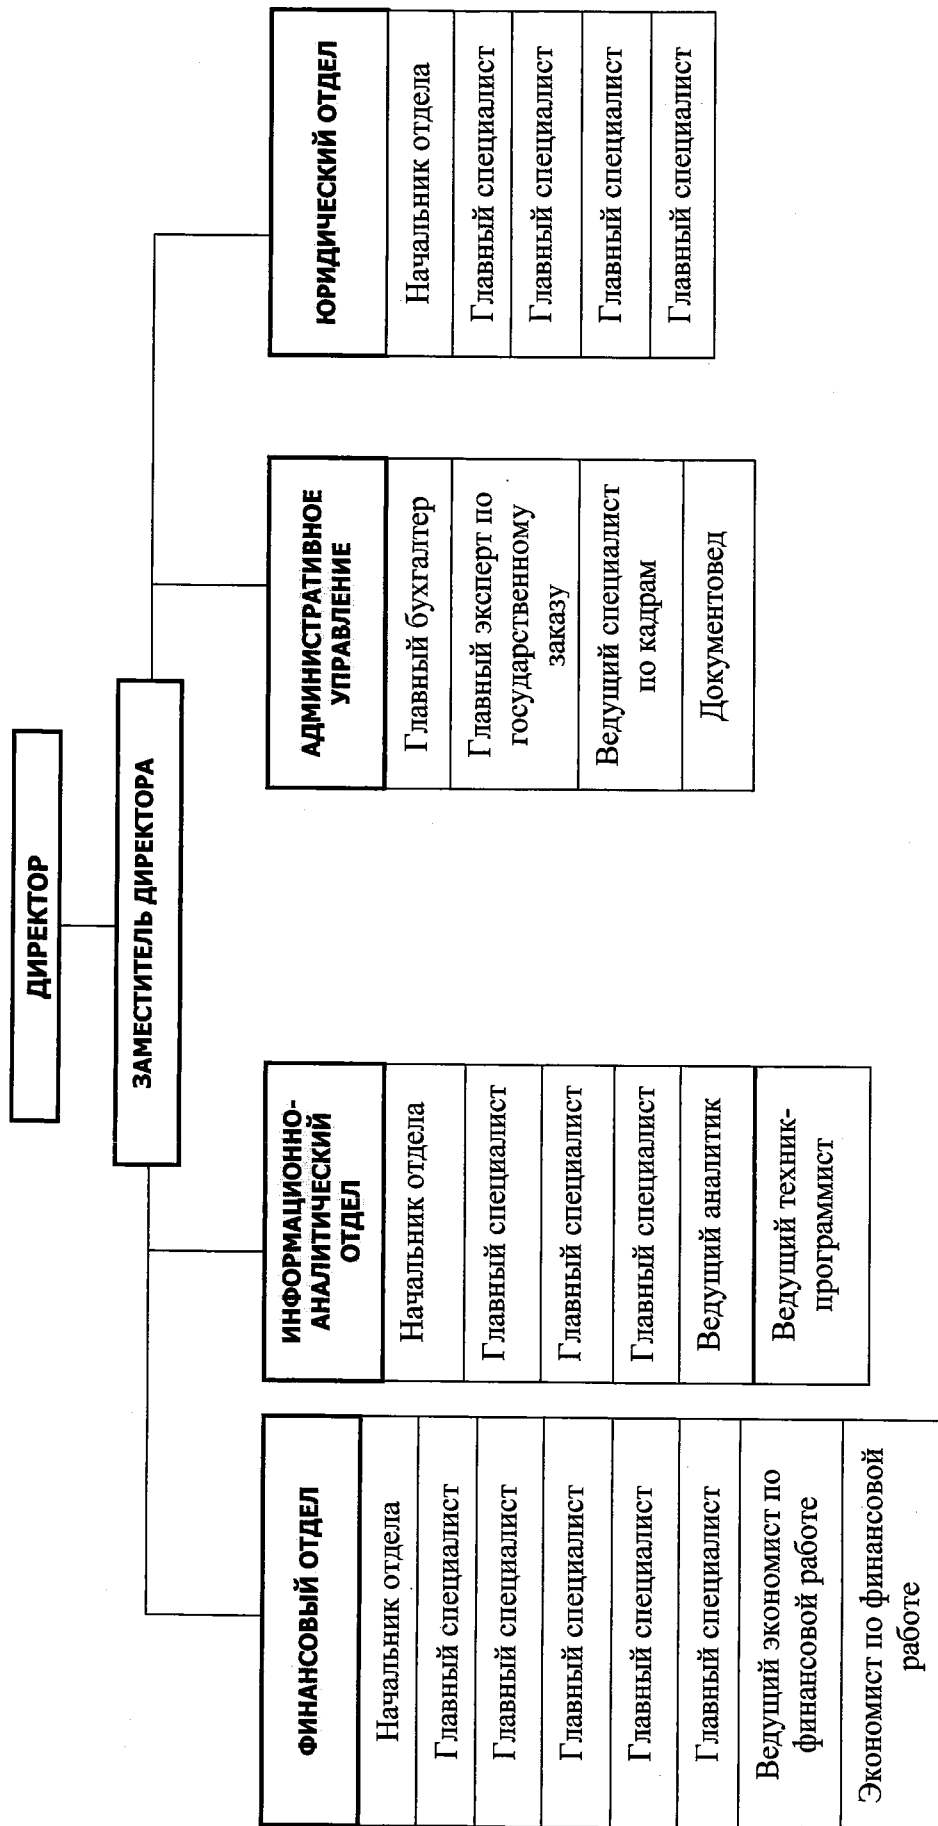 ДИРЕКТОР
ЗАМЕСТИТЕЛЬ ДИРЕКТОРА
ФИНАНСОВЫЙ ОТДЕЛ
Начальник отдела
Главный специалист
Главный специалист
Главный специалист
Главный специалист
Главный специалист
Ведущий экономист по
финансовой работе
Экономист по финансовой
работе
ИНФОРМАЦИОННО-
АНАЛИТИЧЕСКИЙ
ОТДЕЛ
Начальник отдела
Главный специалист
Главный специалист
Главный специалист
Ведущий аналитик
Ведущий техник-
программист
АДМИНИСТРАТИВНОЕ
УПРАВЛЕНИЕ
Главный бухгалтер
Главный эксперт по
государственному
заказу
Ведущий специалист
по кадрам
Документовед
ЮРИДИЧЕСКИЙ ОТДЕЛ
Начальник отдела
Главный специалист
Главный специалист
Главный специалист
Главный специалист